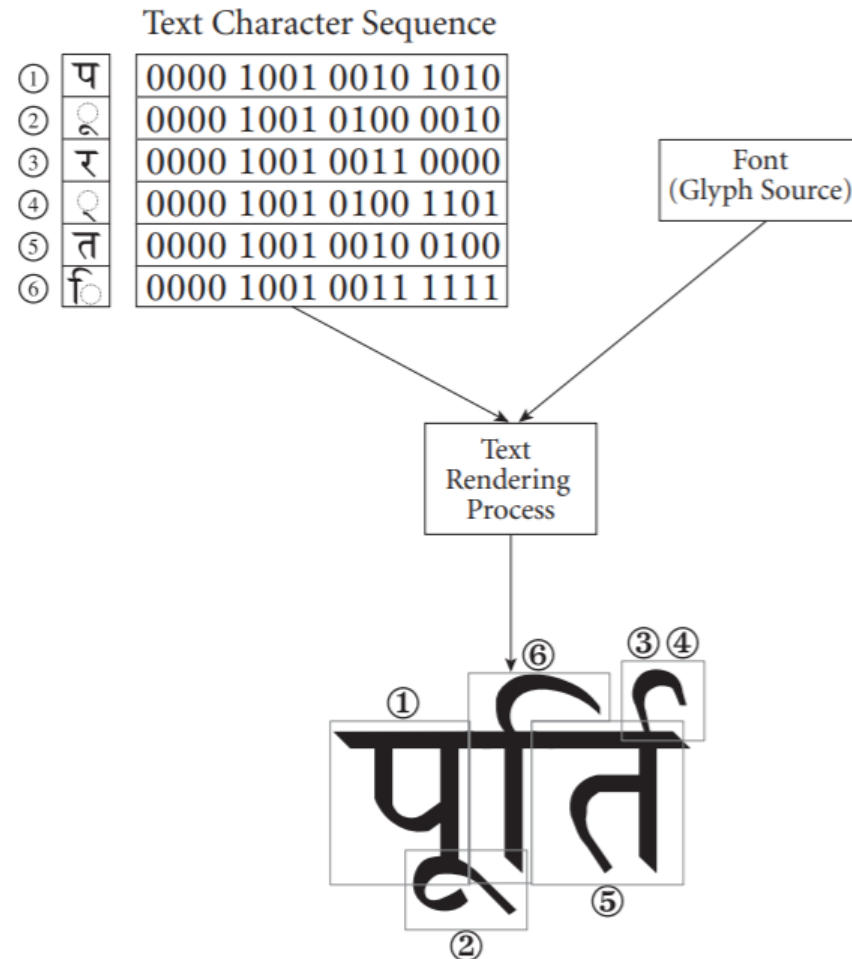 Text Character Sequence
① प 0000 1001 0010 1010
② ू 0000 1001 0100 0010
③ र 0000 1001 0011 0000
④ ् 0000 1001 0100 1101
⑤ त 0000 1001 0010 0100
⑥ ि 0000 1001 0011 1111
Font
(Glyph Source)
Text
Rendering
Process
③ ④
⑥
①
पूर्ति
⑤
②